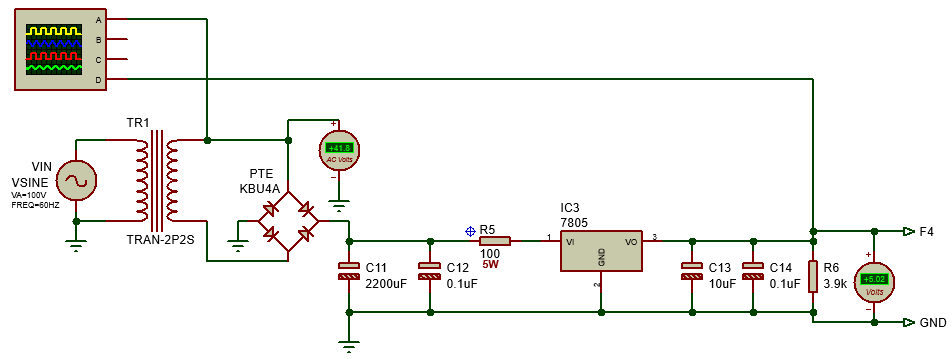 A
B
C
D
TR1
VIN
VSINE
VA=100V
FREQ=60HZ
TRAN-2P2S
PTE
KBU4A
+41.8
AC Volts
C11
2200uF
C12
0.1uF
R5
100
5W
IC3
7805
1
VI
VO
3
GND
2
C13
10uF
C14
0.1uF
R6
3.9k
+5.02
Volts
F4
GND